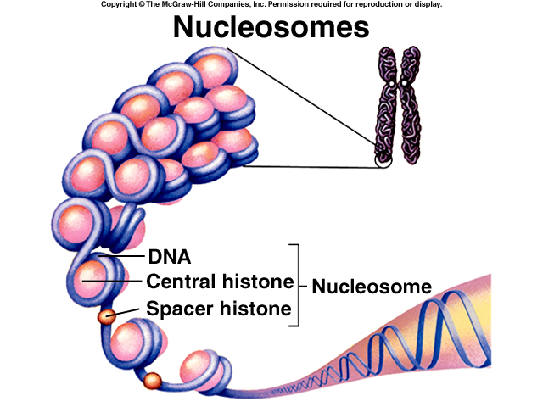 Copyright © The McGraw-Hill Companies, Inc. Permission required for reproduction or display.
Nucleosomes
DNA
Central histone
Nucleosome
Spacer histone